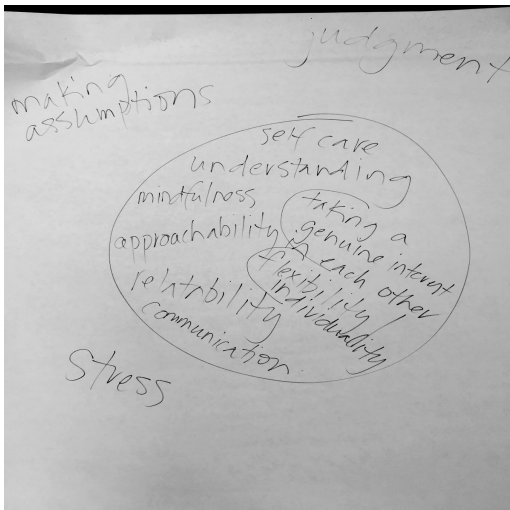 judgment
making
assumptions
self care
understanding
mindfulness
taking a
genuine interest
in each other
approachability
flexibility/
individuality
relatability
communication
Stress